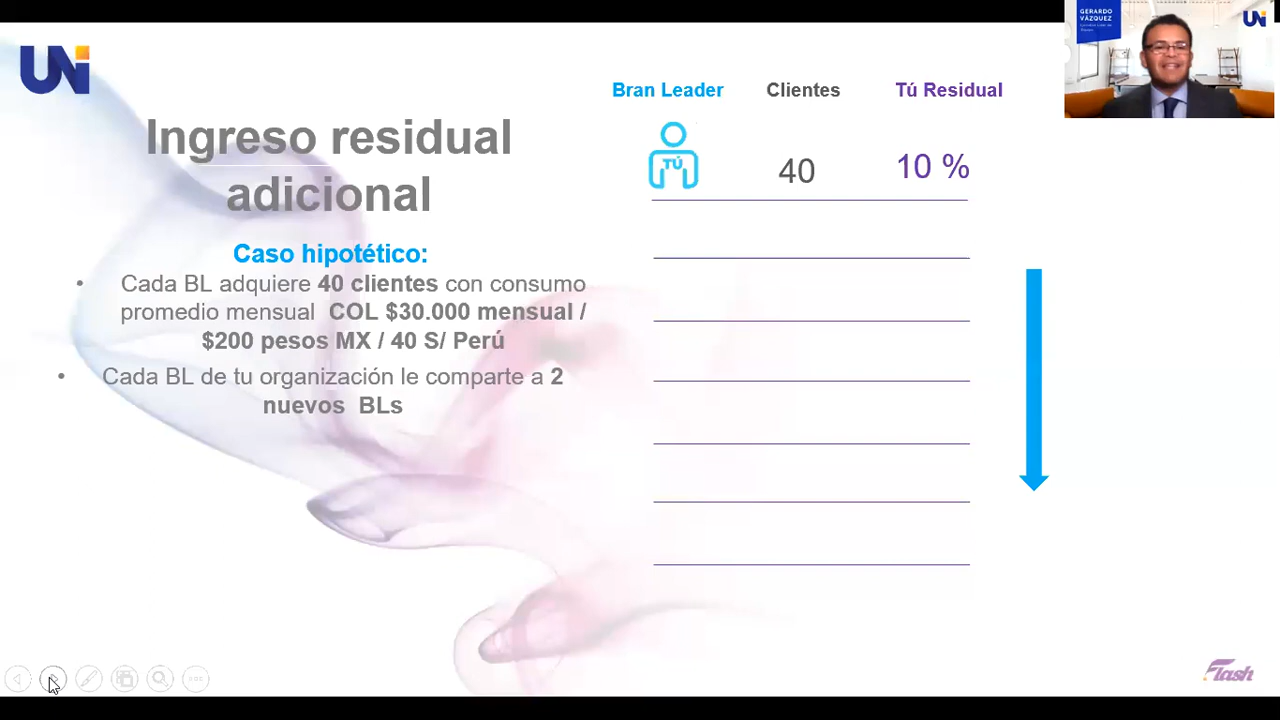 UNi
Ingreso residual
adicional
Caso hipotético:
• Cada BL adquiere 40 clientes con consumo
promedio mensual COL $30.000 mensual /
$200 pesos MX / 40 S/ Perú
• Cada BL de tu organización le comparte a 2
nuevos BLs
Bran Leader Clientes Tú Residual
TÚ 40 10 %
GERARDO
VÁZQUEZ
UNi
Flash